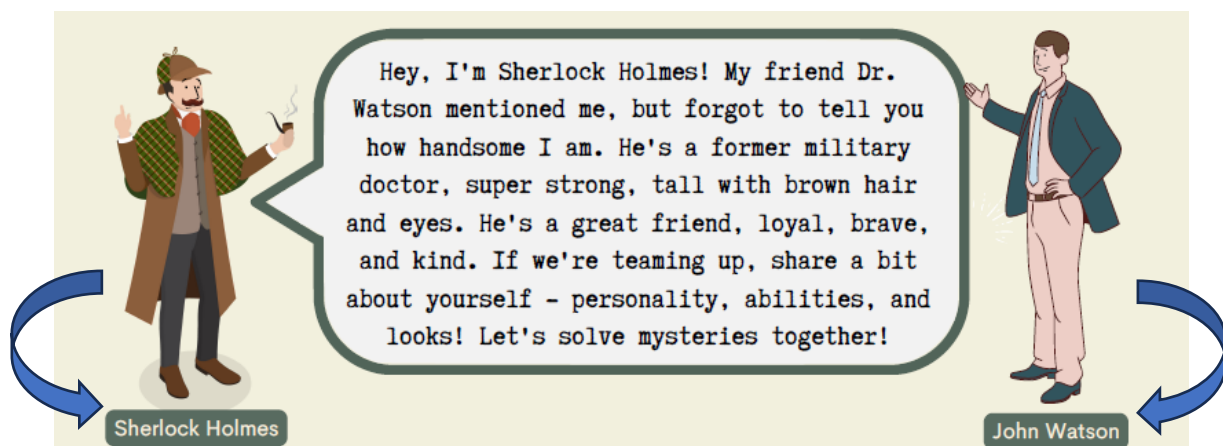 Hey, I'm Sherlock Holmes! My friend Dr.
Watson mentioned me, but forgot to tell you
how handsome I am. He's a former military
doctor, super strong, tall with brown hair
and eyes. He's a great friend, loyal, brave,
and kind. If we're teaming up, share a bit
about yourself – personality, abilities, and
looks! Let's solve mysteries together!
Sherlock Holmes
John Watson